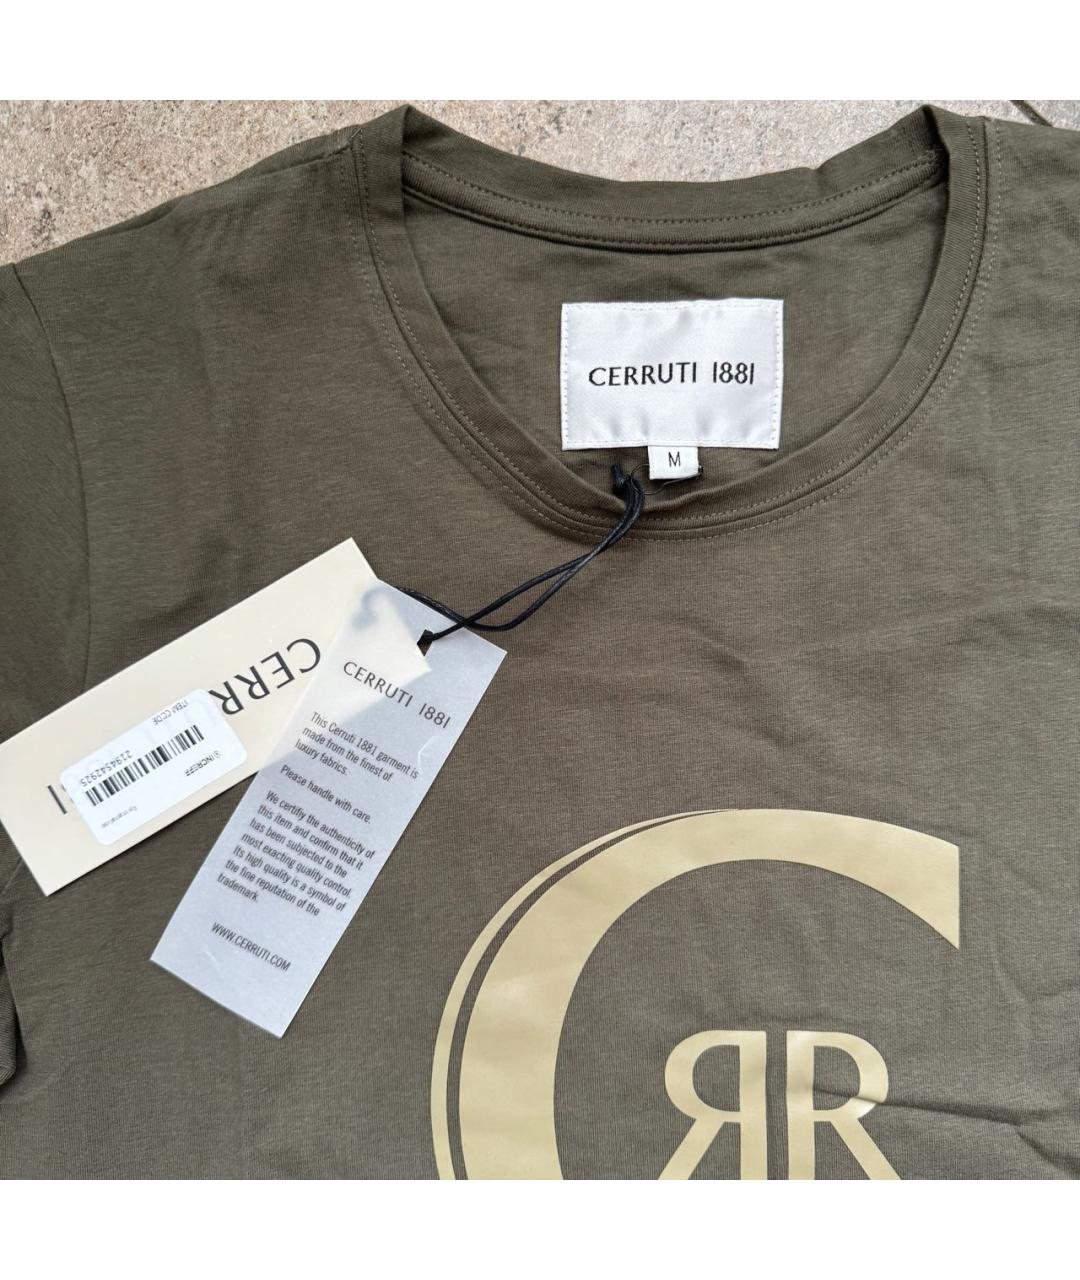 CERRUTI 1881
M
CERR
I
ITEM CODE
INCREFF
2194542925
CERRUTI 1881
This Cerruti 1881 garment is
made from the finest of
luxury fabrics.
Please handle with care.
We certify the authenticity of
this item and confirm that it
has been subjected to the
most exacting quality control.
Its high quality is a symbol of
the fine reputation of the
trademark.
WWW.CERRUTI.COM
C
RR